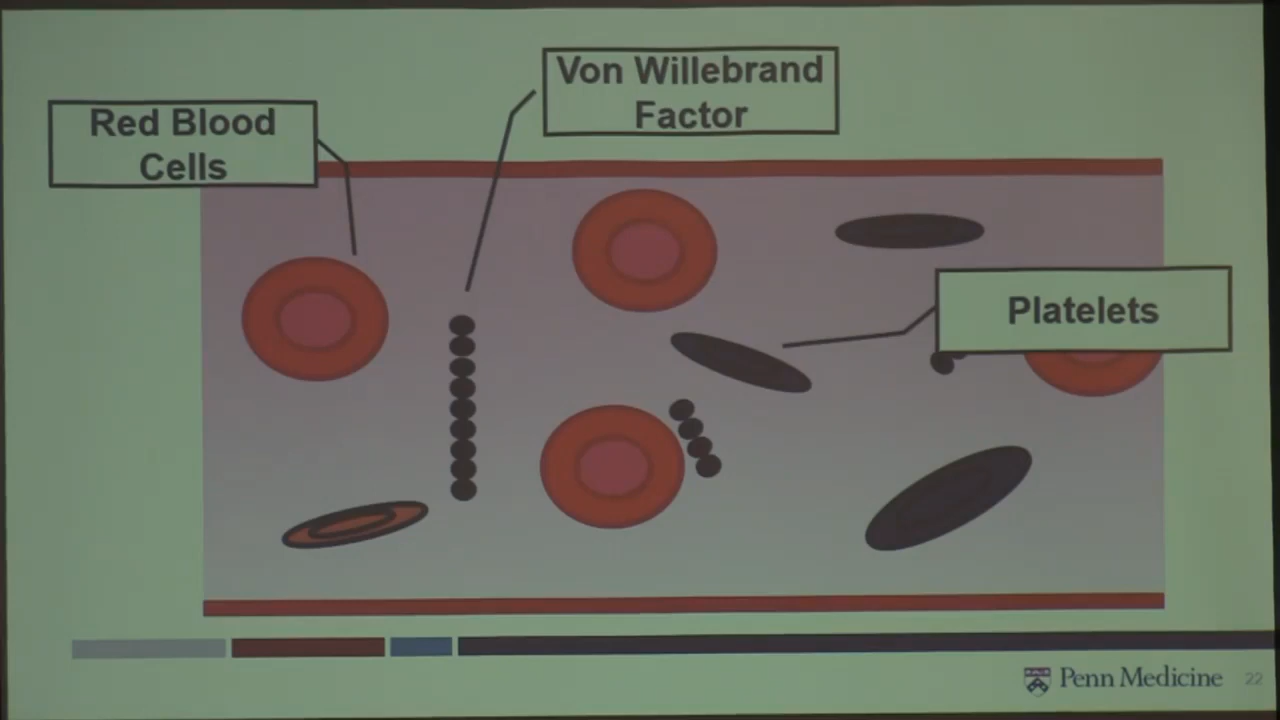 Von Willebrand
Factor
Red Blood
Cells
Platelets
Penn Medicine
22